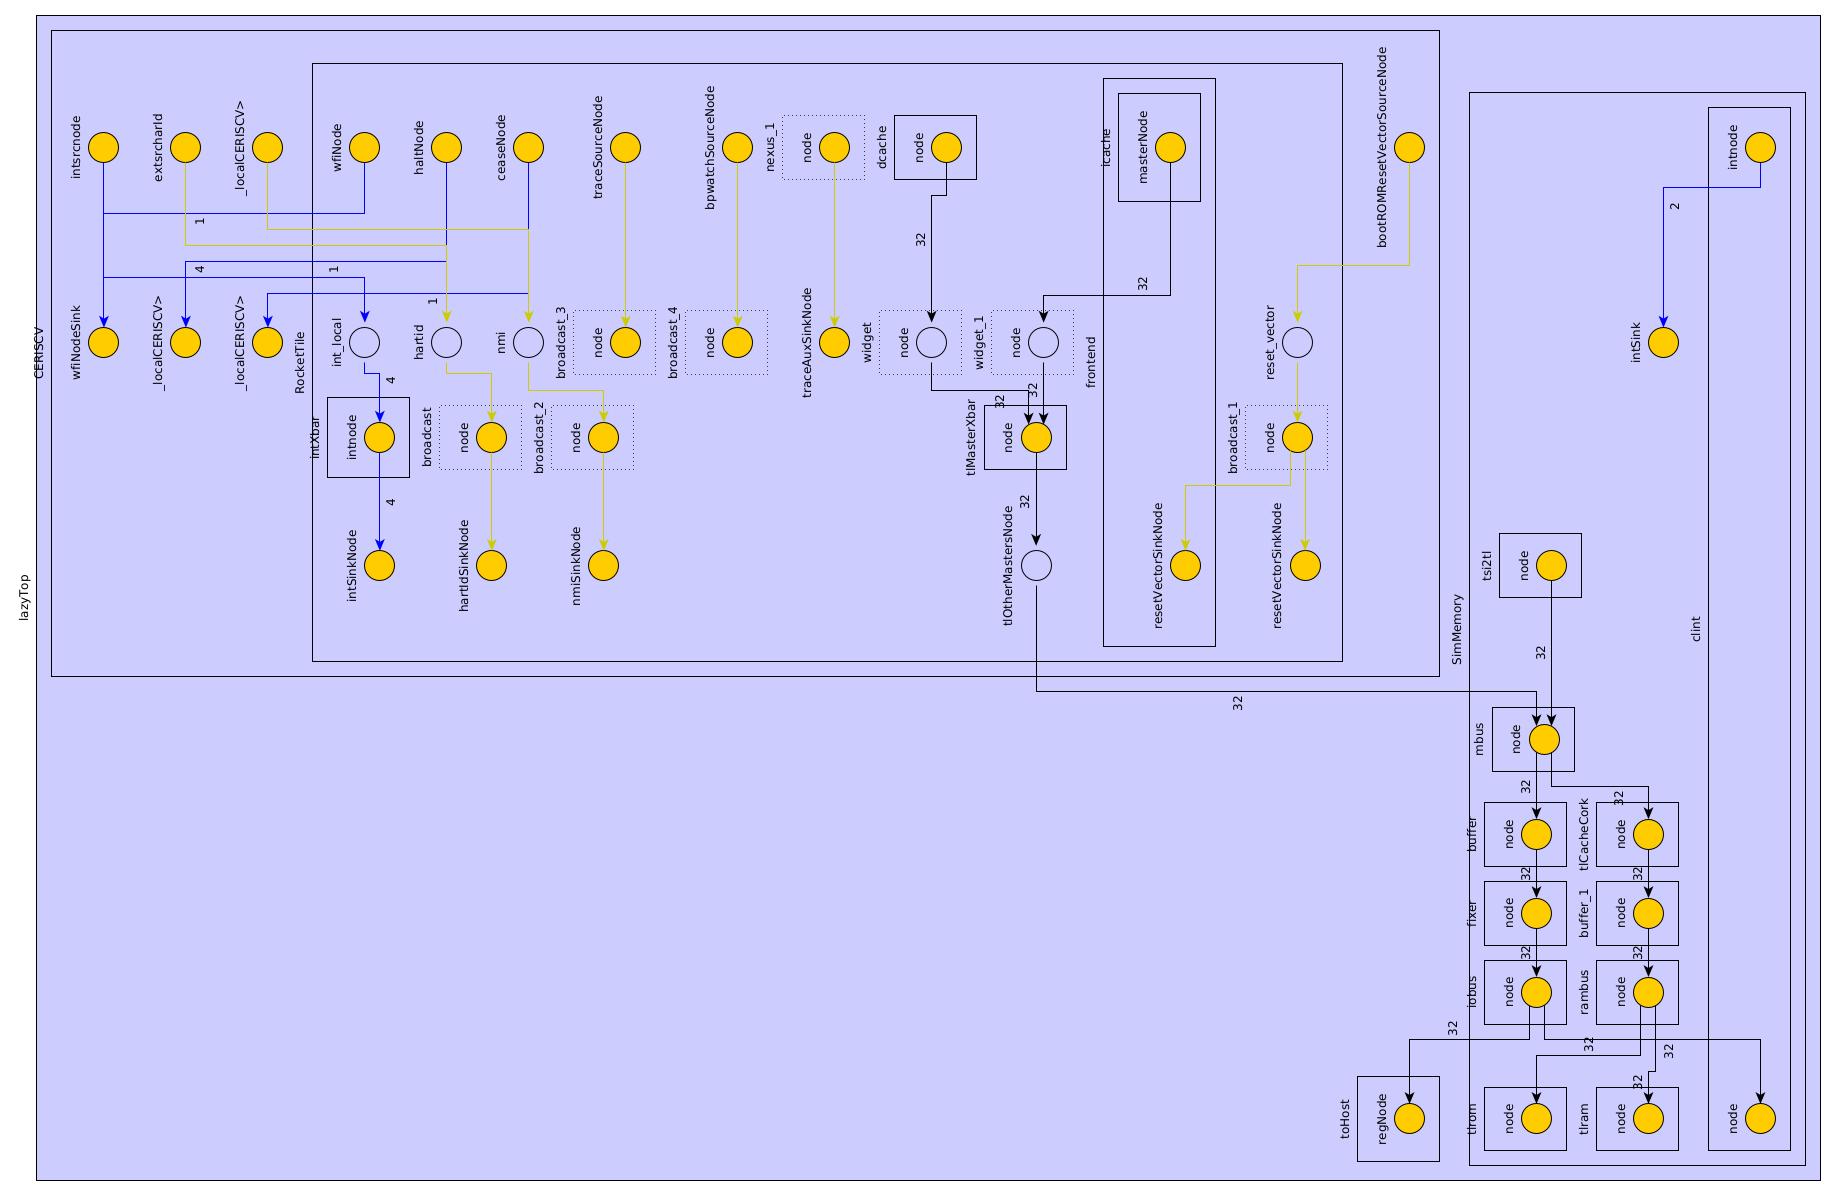 lazyTop
CERISCV
intsrcnode
extsrcharId
_localCERISCV>
wfiNode
haltNode
ceaseNode
traceSourceNode
bpwatchSourceNode
nexus_1
node
dcache
node
icache
masterNode
bootROMResetVectorSourceNode
intnode
1
4
1
1
32
32
2
wfiNodeSink
_localCERISCV>
_localCERISCV>
RocketTile
int_local
hartid
nmi
broadcast_3
node
broadcast_4
node
traceAuxSinkNode
widget
node
widget_1
node
frontend
reset_vector
intSink
4
32
32
intXbar
intnode
broadcast
node
broadcast_2
node
tlMasterXbar
node
broadcast_1
node
4
32
intSinkNode
hartIdSinkNode
nmiSinkNode
tlOtherMastersNode
resetVectorSinkNode
resetVectorSinkNode
tsi2tl
node
SimMemory
clint
32
32
mbus
node
32
32
buffer
node
tlCacheCork
node
32
32
fixer
node
buffer_1
node
32
32
iobus
node
rambus
node
32
32
32
32
toHost
regNode
tlrom
node
tlram
node
node